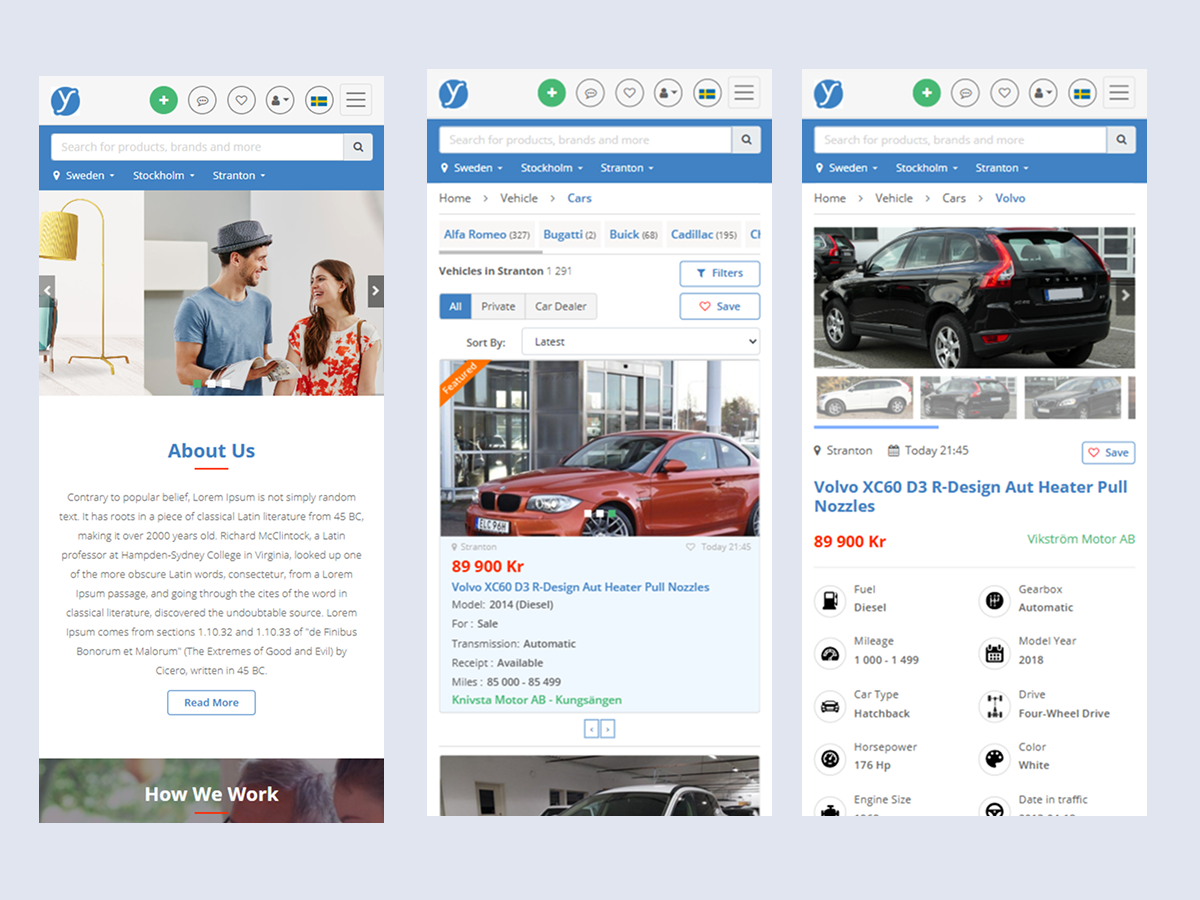 y
Search for products, brands and more
Sweden Stockholm Stranton
About Us
Contrary to popular belief, Lorem Ipsum is not simply random
text. It has roots in a piece of classical Latin literature from 45 BC,
making it over 2000 years old. Richard McClintock, a Latin
professor at Hampden-Sydney College in Virginia, looked up one
of the more obscure Latin words, consectetur, from a Lorem
Ipsum passage, and going through the cites of the word in
classical literature, discovered the undoubtable source. Lorem
Ipsum comes from sections 1.10.32 and 1.10.33 of "de Finibus
Bonorum et Malorum" (The Extremes of Good and Evil) by
Cicero, written in 45 BC.
Read More
How We Work
y
Search for products, brands and more
Sweden Stockholm Stranton
Home > Vehicle > Cars
Alfa Romeo (327) Bugatti (2) Buick (68) Cadillac (195)
Vehicles in Stranton 1 291
Filters
All Private Car Dealer
Save
Sort By: Latest
Featured
ELC 96H
Stranton Today 21:45
89 900 Kr
Volvo XC60 D3 R-Design Aut Heater Pull Nozzles
Model: 2014 (Diesel)
For : Sale
Transmission: Automatic
Receipt : Available
Miles : 85 000 - 85 499
Knivsta Motor AB - Kungsängen
‹ ›
y
Search for products, brands and more
Sweden Stockholm Stranton
Home > Vehicle > Cars > Volvo
VOLVO
Stranton Today 21:45
Save
Volvo XC60 D3 R-Design Aut Heater Pull
Nozzles
89 900 Kr
Vikström Motor AB
Fuel
Diesel
Gearbox
Automatic
Mileage
1 000 - 1 499
Model Year
2018
Car Type
Hatchback
Drive
Four-Wheel Drive
Horsepower
176 Hp
Color
White
Engine Size
Date in traffic